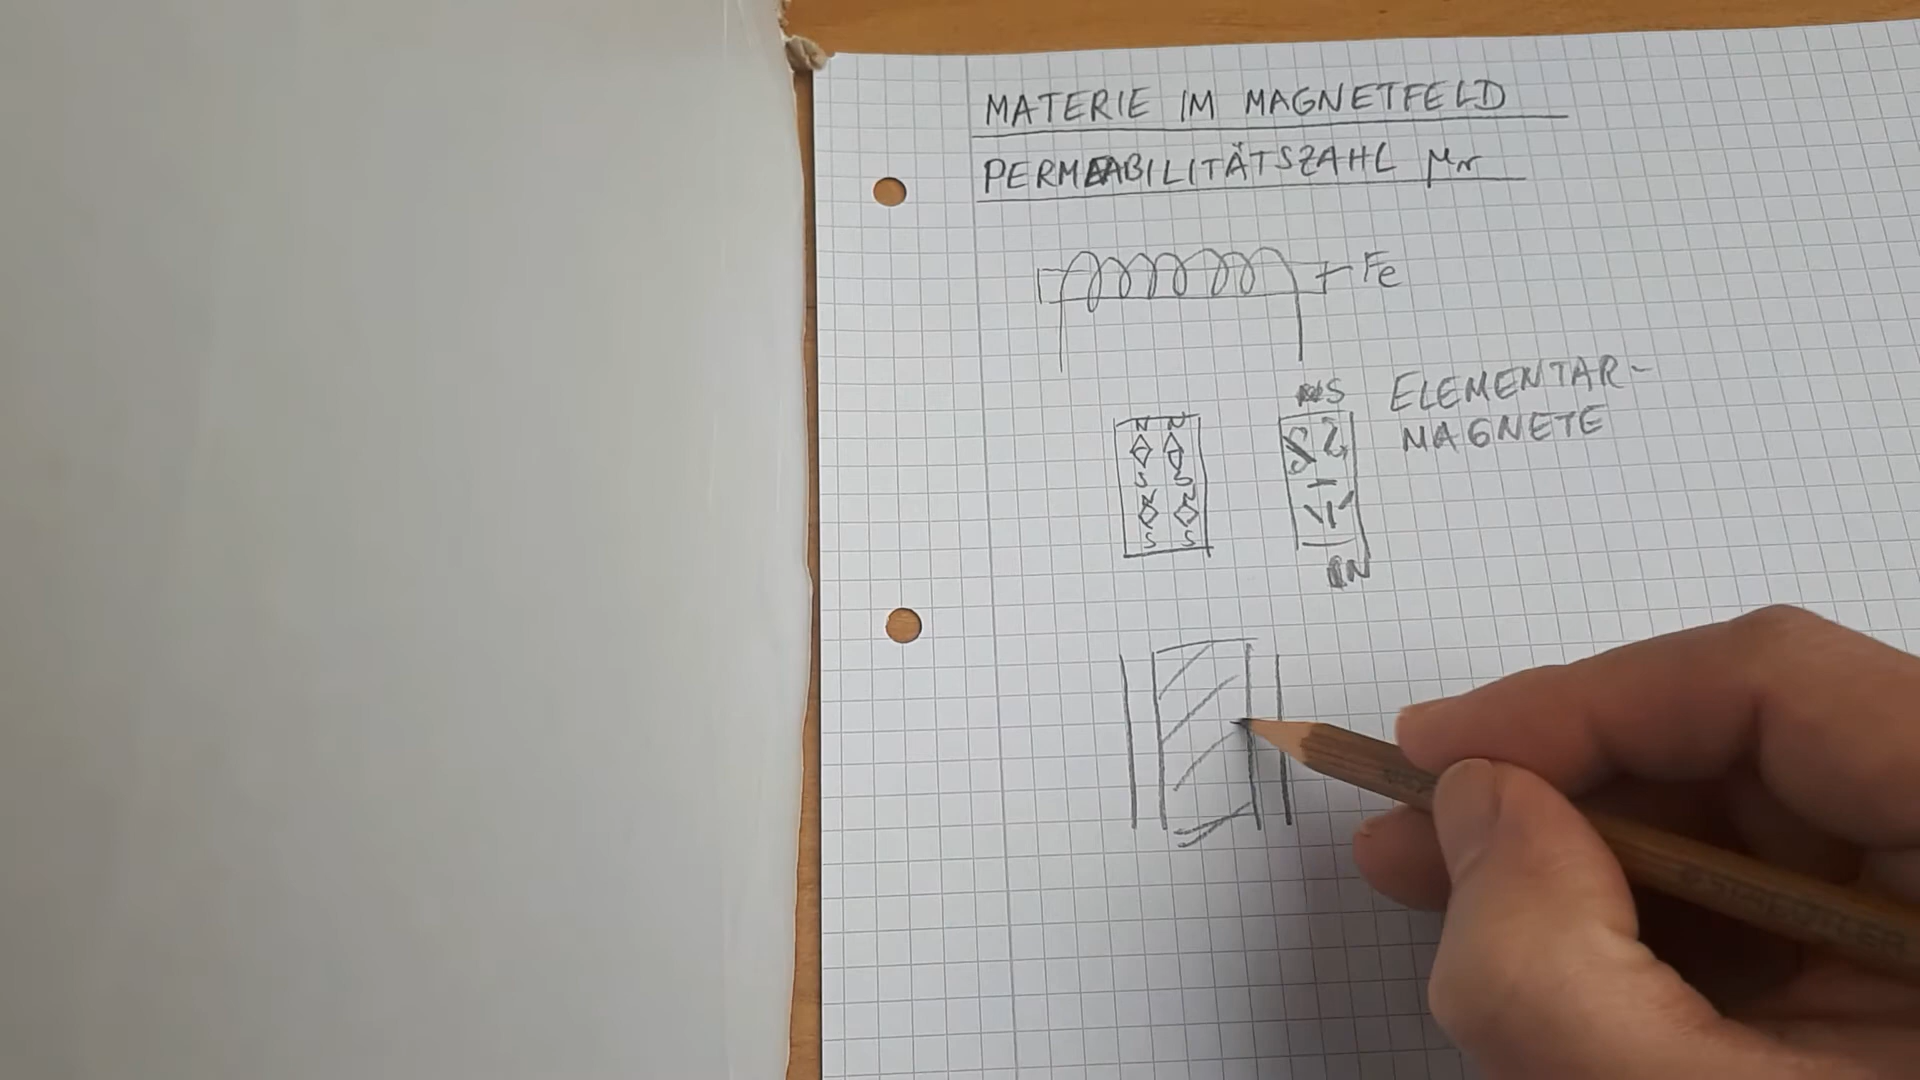 MATERIE IM MAGNETFELD
PERMEABILITÄTSZAHL μr
Fe
S ELEMENTAR-
MAGNETE
N N
S S
N N
S S
N